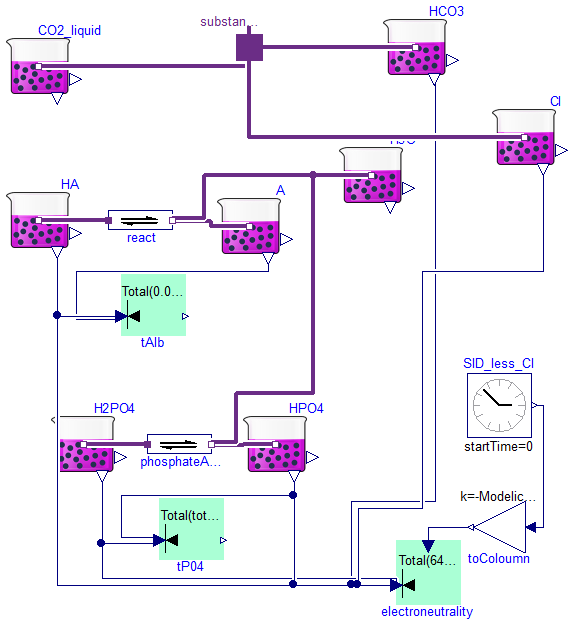 substan...
HCO3
CO2_liquid
Cl
HA
A
react
Total(0.0...
tAlb
SID_less_Cl
startTime=0
H2PO4
HPO4
phosphateA...
k=-Modelic...
Total(tot...
toColoumn
tP04
Total(64...
electroneutrality